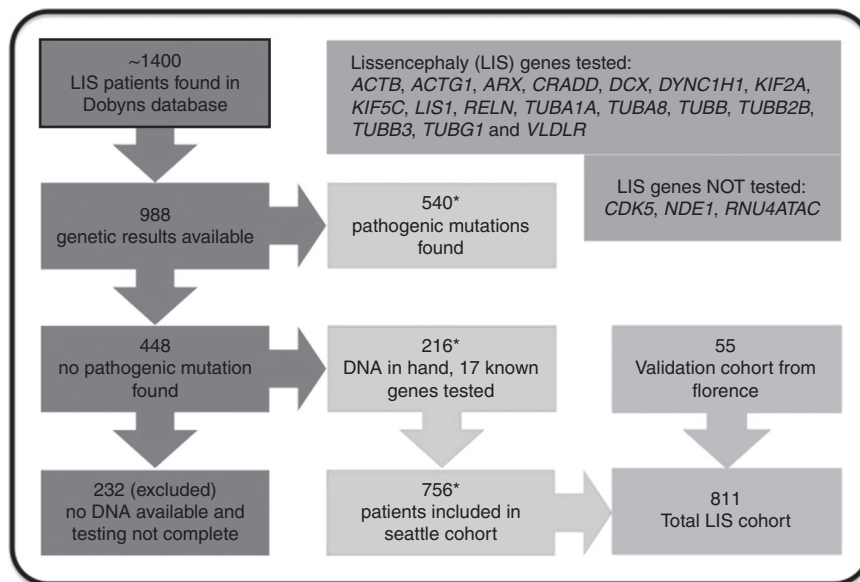 ~1400
LIS patients found in
Dobyns database
Lissencephaly (LIS) genes tested:
ACTB, ACTG1, ARX, CRADD, DCX, DYNC1H1, KIF2A,
KIF5C, LIS1, RELN, TUBA1A, TUBA8, TUBB, TUBB2B,
TUBB3, TUBG1 and VLDLR
LIS genes NOT tested:
CDK5, NDE1, RNU4ATAC
988
genetic results available
540*
pathogenic mutations
found
448
no pathogenic mutation
found
216*
DNA in hand, 17 known
genes tested
55
Validation cohort from
florence
232 (excluded)
no DNA available and
testing not complete
756*
patients included in
seattle cohort
811
Total LIS cohort